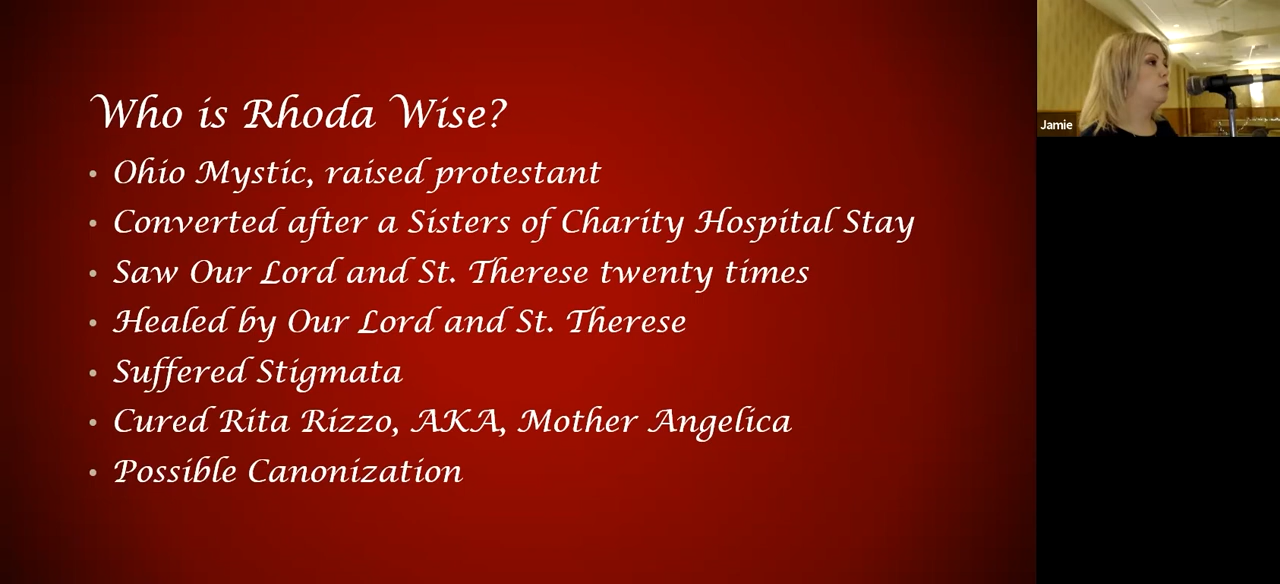 Who is Rhoda Wise?
• Ohio Mystic, raised protestant
• Converted after a Sisters of Charity Hospital Stay
• Saw Our Lord and St. Therese twenty times
• Healed by Our Lord and St. Therese
• Suffered Stigmata
• Cured Rita Rizzo, AKA, Mother Angelica
• Possible Canonization
Jamie